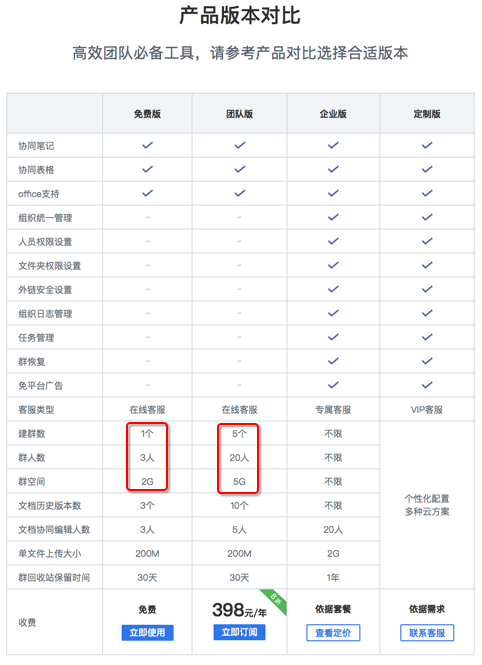 产品版本对比
高效团队必备工具，请参考产品对比选择合适版本
免费版 团队版 企业版 定制版
协同笔记
协同表格
office支持
组织统一管理 - -
人员权限设置 - -
文件夹权限设置 - -
外链安全设置 - -
组织日志管理 - -
任务管理 - -
群恢复 - -
免平台广告 - -
客服类型 在线客服 在线客服 专属客服 VIP客服
建群数 1个 5个 不限
群人数 3人 20人 不限
群空间 2G 5G 不限
个性化配置
多种云方案
文档历史版本数 3个 10个 不限
文档协同编辑人数 3人 5人 20人
单文件上传大小 200M 200M 2G
群回收站保留时间 30天 30天 1年
收费 免费 398元/年 8折 依据套餐 依据需求
立即使用 立即订阅 查看定价 联系客服